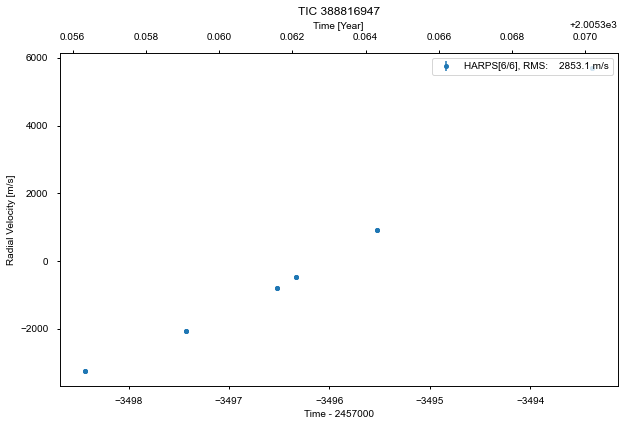 TIC 388816947
Time [Year]
+2.0053e3
0.056 0.058 0.060 0.062 0.064 0.066 0.068 0.070
HARPS[6/6], RMS: 2853.1 m/s
6000
4000
2000
0
−2000
Radial Velocity [m/s]
−3498 −3497 −3496 −3495 −3494
Time - 2457000